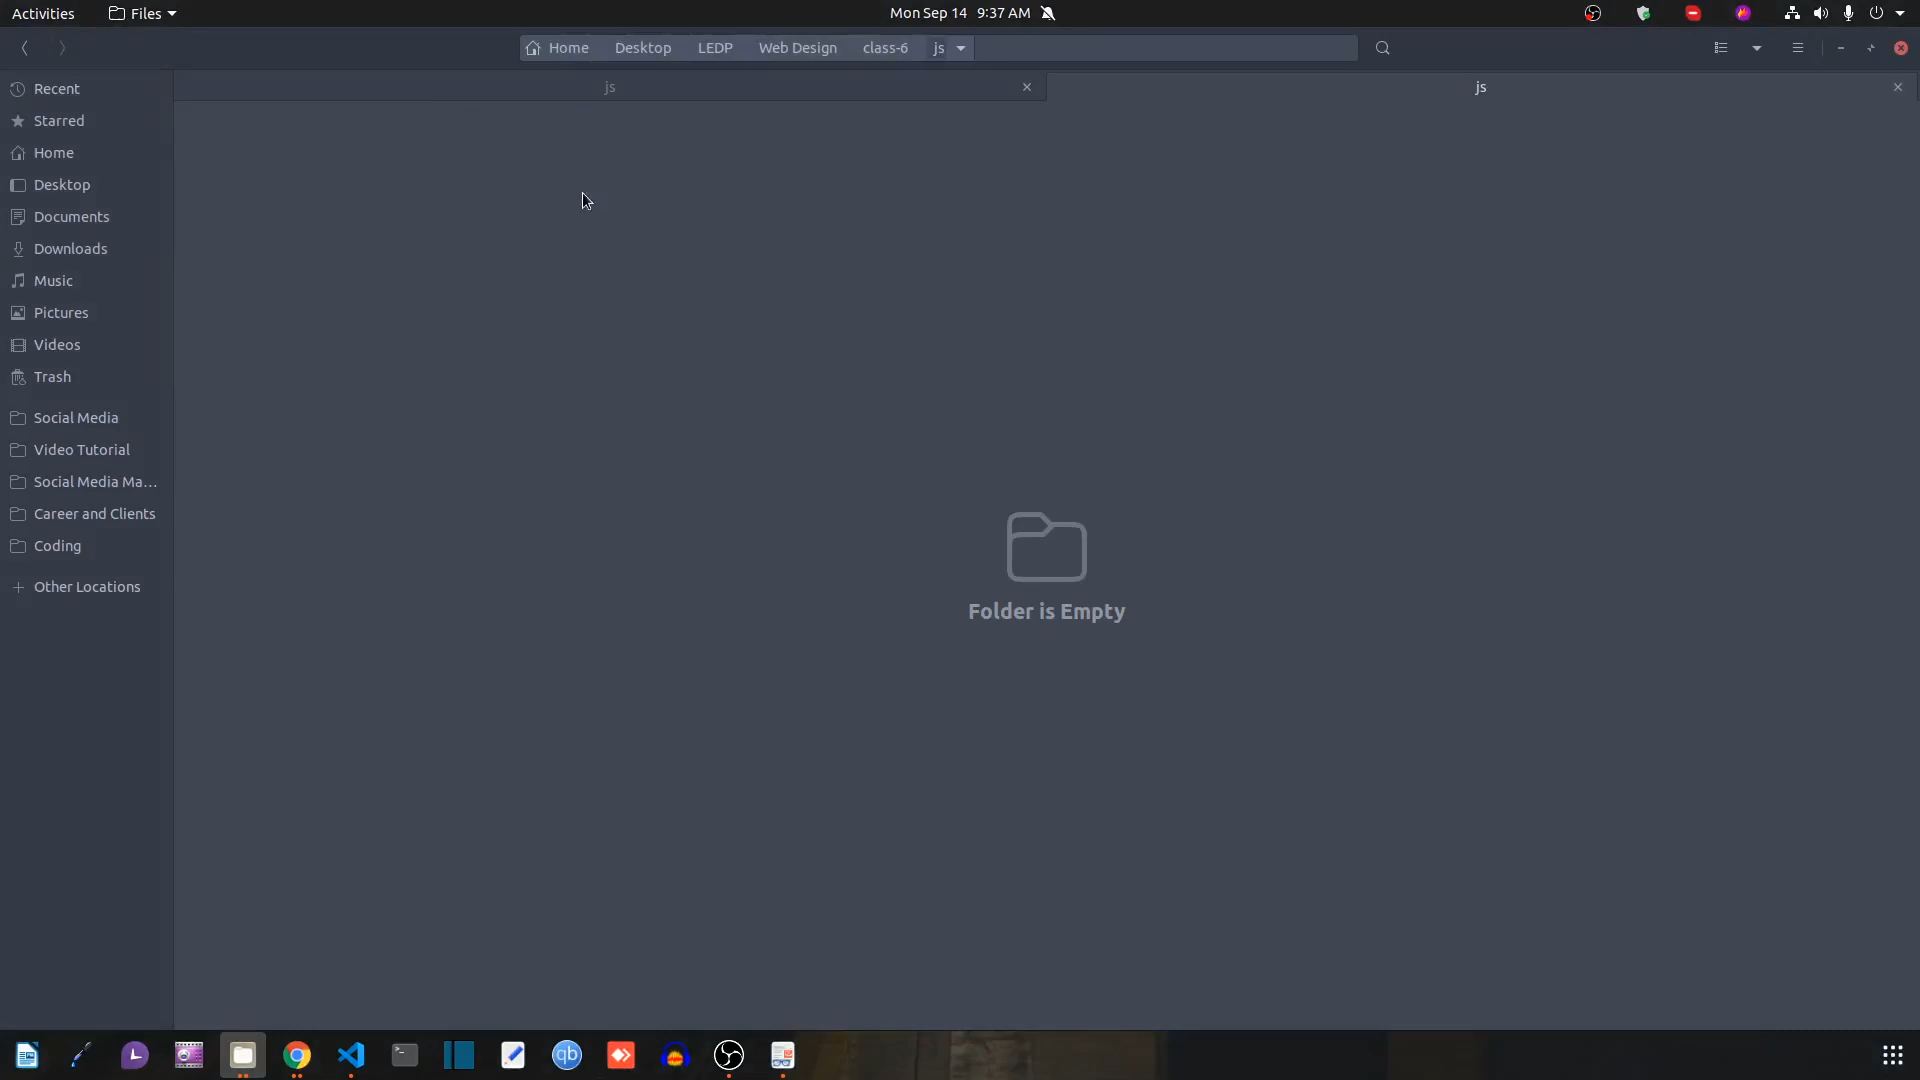 Activities Files Mon Sep 14 9:37 AM
Home Desktop LEDP Web Design class-6 js
js js
Recent
Starred
Home
Desktop
Documents
Downloads
Music
Pictures
Videos
Trash
Social Media
Video Tutorial
Social Media Ma...
Career and Clients
Coding
Other Locations
Folder is Empty
qb